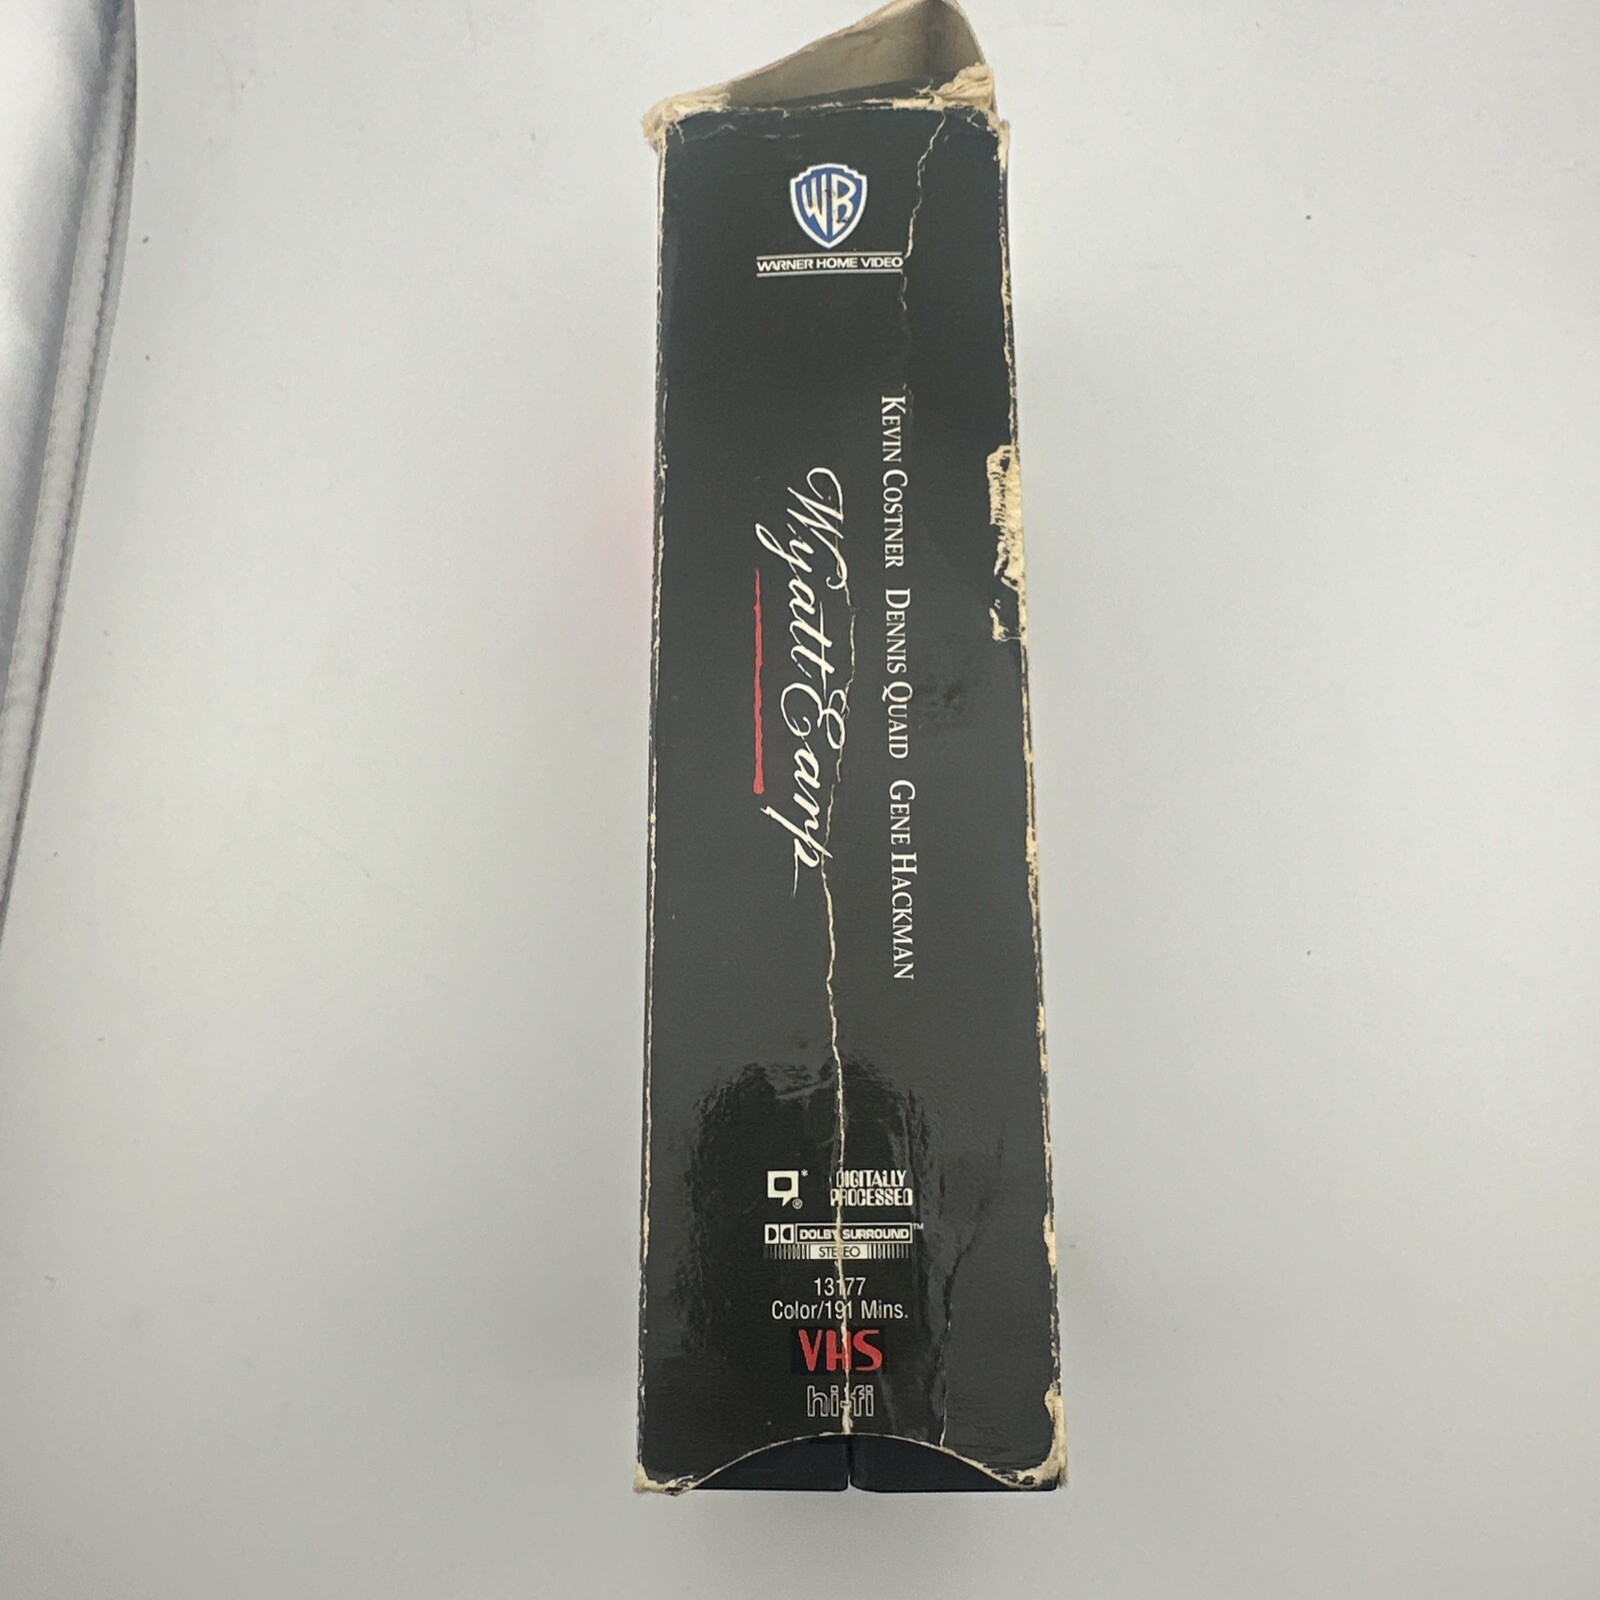 WB
WARNER HOME VIDEO
KEVIN COSTNER DENNIS QUAID GENE HACKMAN
Wyatt Earp
* ®
DIGITALLY
PROCESSED
DOLBY SURROUND™
STEREO
13177
Color/191 Mins.
VHS
hi-fi